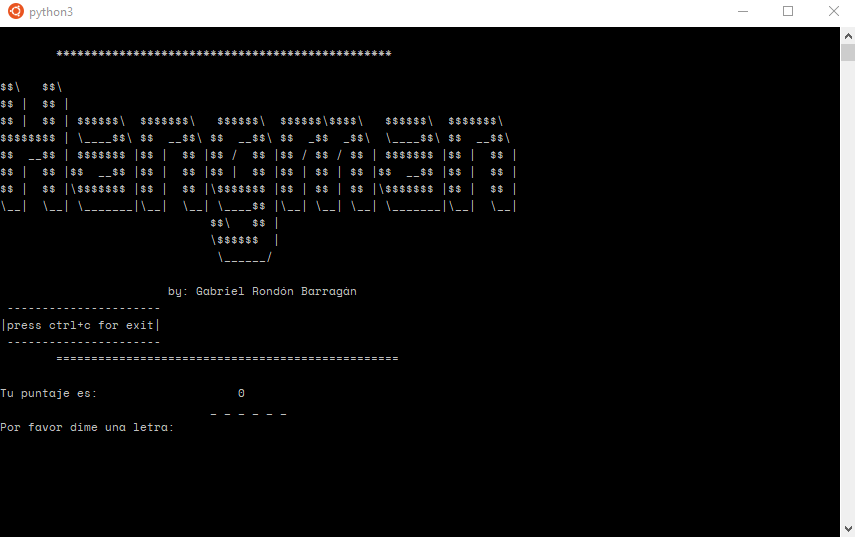 python3
************************************************
$$\   $$\
$$ |  $$ |
$$ |  $$ | $$$$$$\  $$$$$$$\   $$$$$$\  $$$$$$\$$$$\   $$$$$$\  $$$$$$$\
$$$$$$$$ | \____$$\ $$  __$$\ $$  __$$\ $$  _$$  _$$\  \____$$\ $$  __$$\
$$  __$$ | $$$$$$$ |$$ |  $$ |$$ /  $$ |$$ / $$ / $$ | $$$$$$$ |$$ |  $$ |
$$ |  $$ |$$  __$$ |$$ |  $$ |$$ |  $$ |$$ | $$ | $$ |$$  __$$ |$$ |  $$ |
$$ |  $$ |\$$$$$$$ |$$ |  $$ |\$$$$$$$ |$$ | $$ | $$ |\$$$$$$$ |$$ |  $$ |
\__|  \__| \_______|\__|  \__| \____$$ |\__| \__| \__| \_______|\__|  \__|
$$\   $$ |
\$$$$$$  |
\______/
by: Gabriel Rondón Barragán
----------------------
|press ctrl+c for exit|
----------------------
=================================================
Tu puntaje es: 0
_ _ _ _ _ _
Por favor dime una letra: